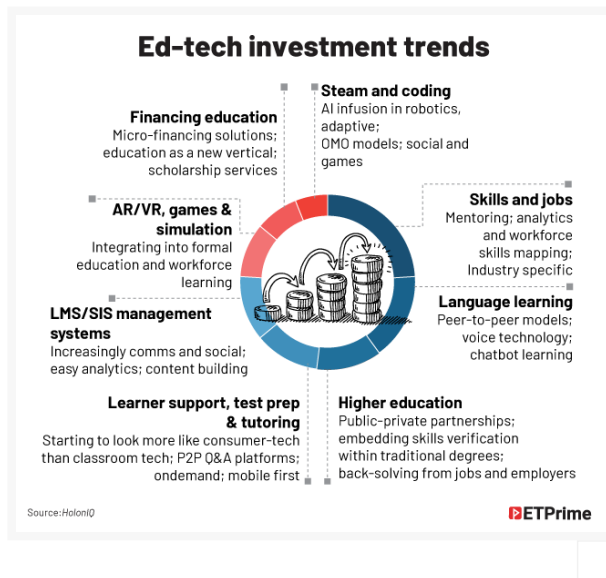 Ed-tech investment trends
Steam and coding
AI infusion in robotics,
adaptive;
OMO models; social and
games
Financing education
Micro-financing solutions;
education as a new vertical;
scholarship services
Skills and jobs
Mentoring; analytics
and workforce
skills mapping;
Industry specific
AR/VR, games &
simulation
Integrating into formal
education and workforce
learning
Language learning
Peer-to-peer models;
voice technology;
chatbot learning
LMS/SIS management
systems
Increasingly comms and social;
easy analytics; content building
Learner support, test prep
& tutoring
Starting to look more like consumer-tech
than classroom tech; P2P Q&A platforms;
ondemand; mobile first
Higher education
Public-private partnerships;
embedding skills verification
within traditional degrees;
back-solving from jobs and employers
Source:HolonIQ
ETPrime